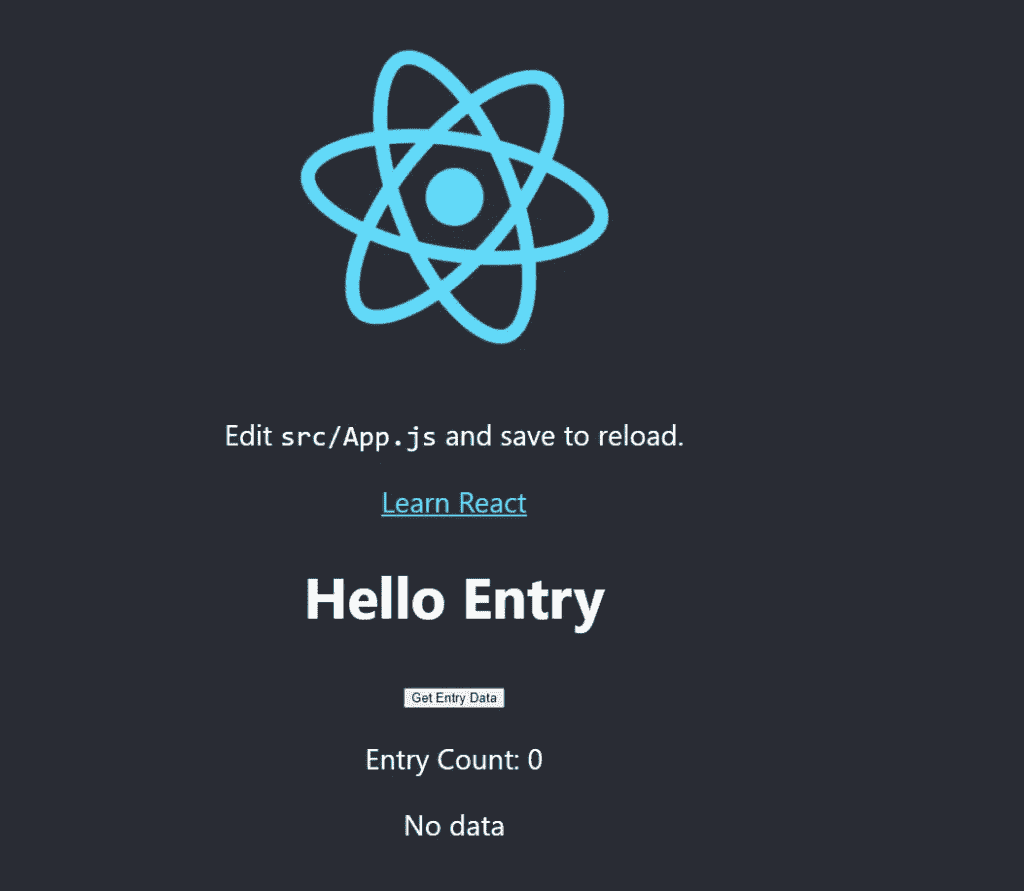 Edit src/App.js and save to reload.
Learn React
Hello Entry
Get Entry Data
Entry Count: 0
No data